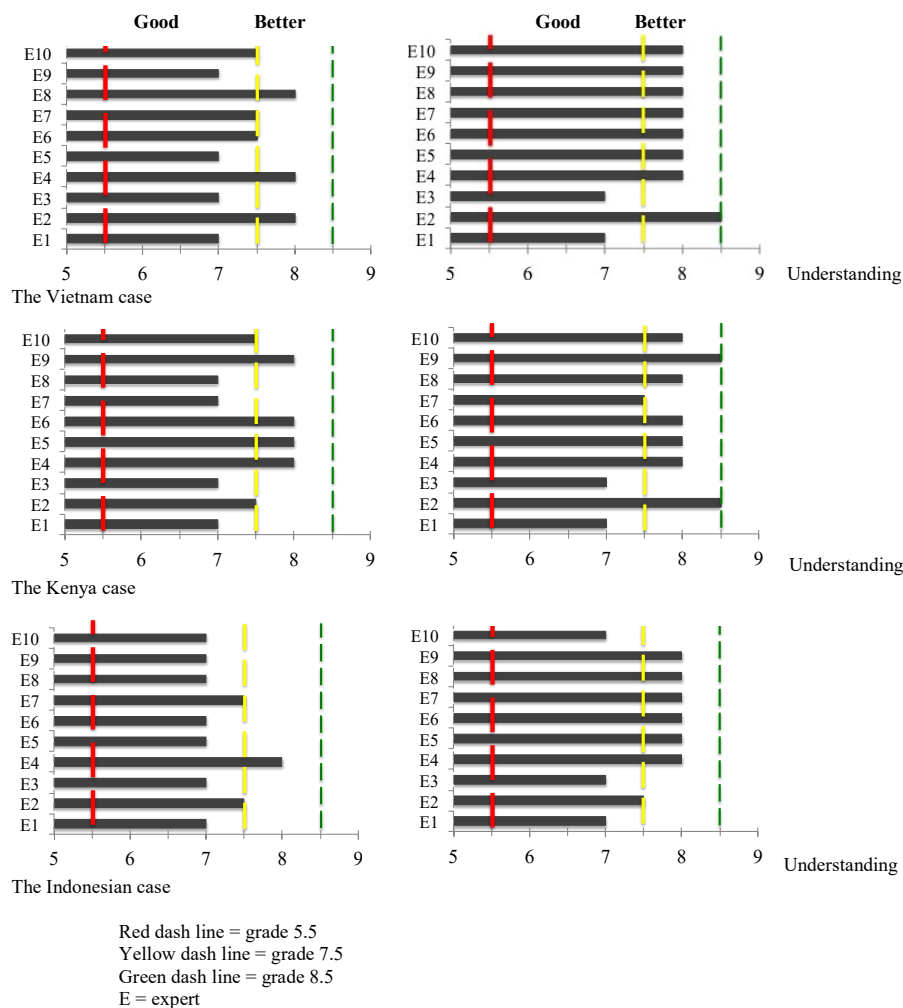 Good Better Good Better
E10 E10
E9 E9
E8 E8
E7 E7
E6 E6
E5 E5
E4 E4
E3 E3
E2 E2
E1 E1
5 6 7 8 9 5 6 7 8 9 Understanding
The Vietnam case
E10 E10
E9 E9
E8 E8
E7 E7
E6 E6
E5 E5
E4 E4
E3 E3
E2 E2
E1 E1
5 6 7 8 9 5 6 7 8 9 Understanding
The Kenya case
E10 E10
E9 E9
E8 E8
E7 E7
E6 E6
E5 E5
E4 E4
E3 E3
E2 E2
E1 E1
5 6 7 8 9 5 6 7 8 9 Understanding
The Indonesian case
Red dash line = grade 5.5
Yellow dash line = grade 7.5
Green dash line = grade 8.5
E = expert